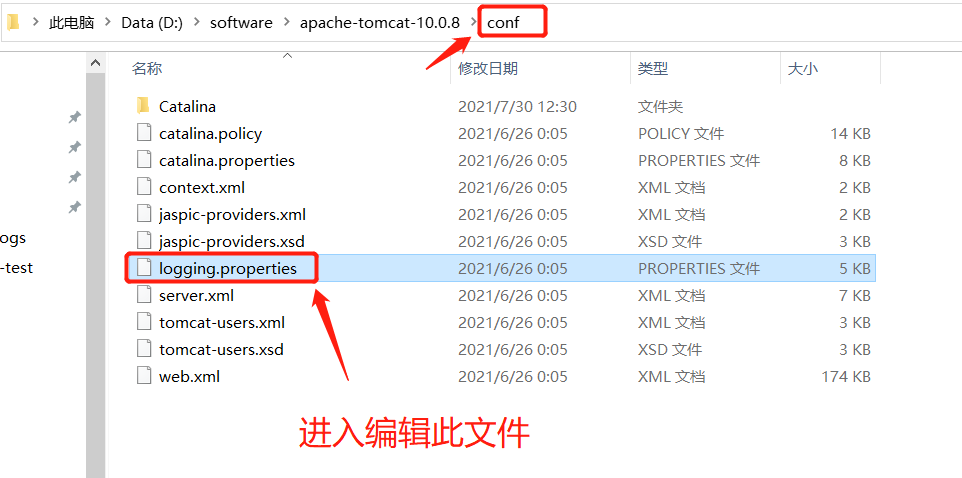 此电脑 > Data (D:) > software > apache-tomcat-10.0.8 > conf
名称 修改日期 类型 大小
Catalina 2021/7/30 12:30 文件夹
catalina.policy 2021/6/26 0:05 POLICY 文件 14 KB
catalina.properties 2021/6/26 0:05 PROPERTIES 文件 8 KB
context.xml 2021/6/26 0:05 XML 文档 2 KB
jaspic-providers.xml 2021/6/26 0:05 XML 文档 2 KB
ogs jaspic-providers.xsd 2021/6/26 0:05 XSD 文件 3 KB
-test logging.properties 2021/6/26 0:05 PROPERTIES 文件 5 KB
server.xml 2021/6/26 0:05 XML 文档 7 KB
tomcat-users.xml 2021/6/26 0:05 XML 文档 3 KB
tomcat-users.xsd 2021/6/26 0:05 XSD 文件 3 KB
web.xml 2021/6/26 0:05 XML 文档 174 KB
进入编辑此文件